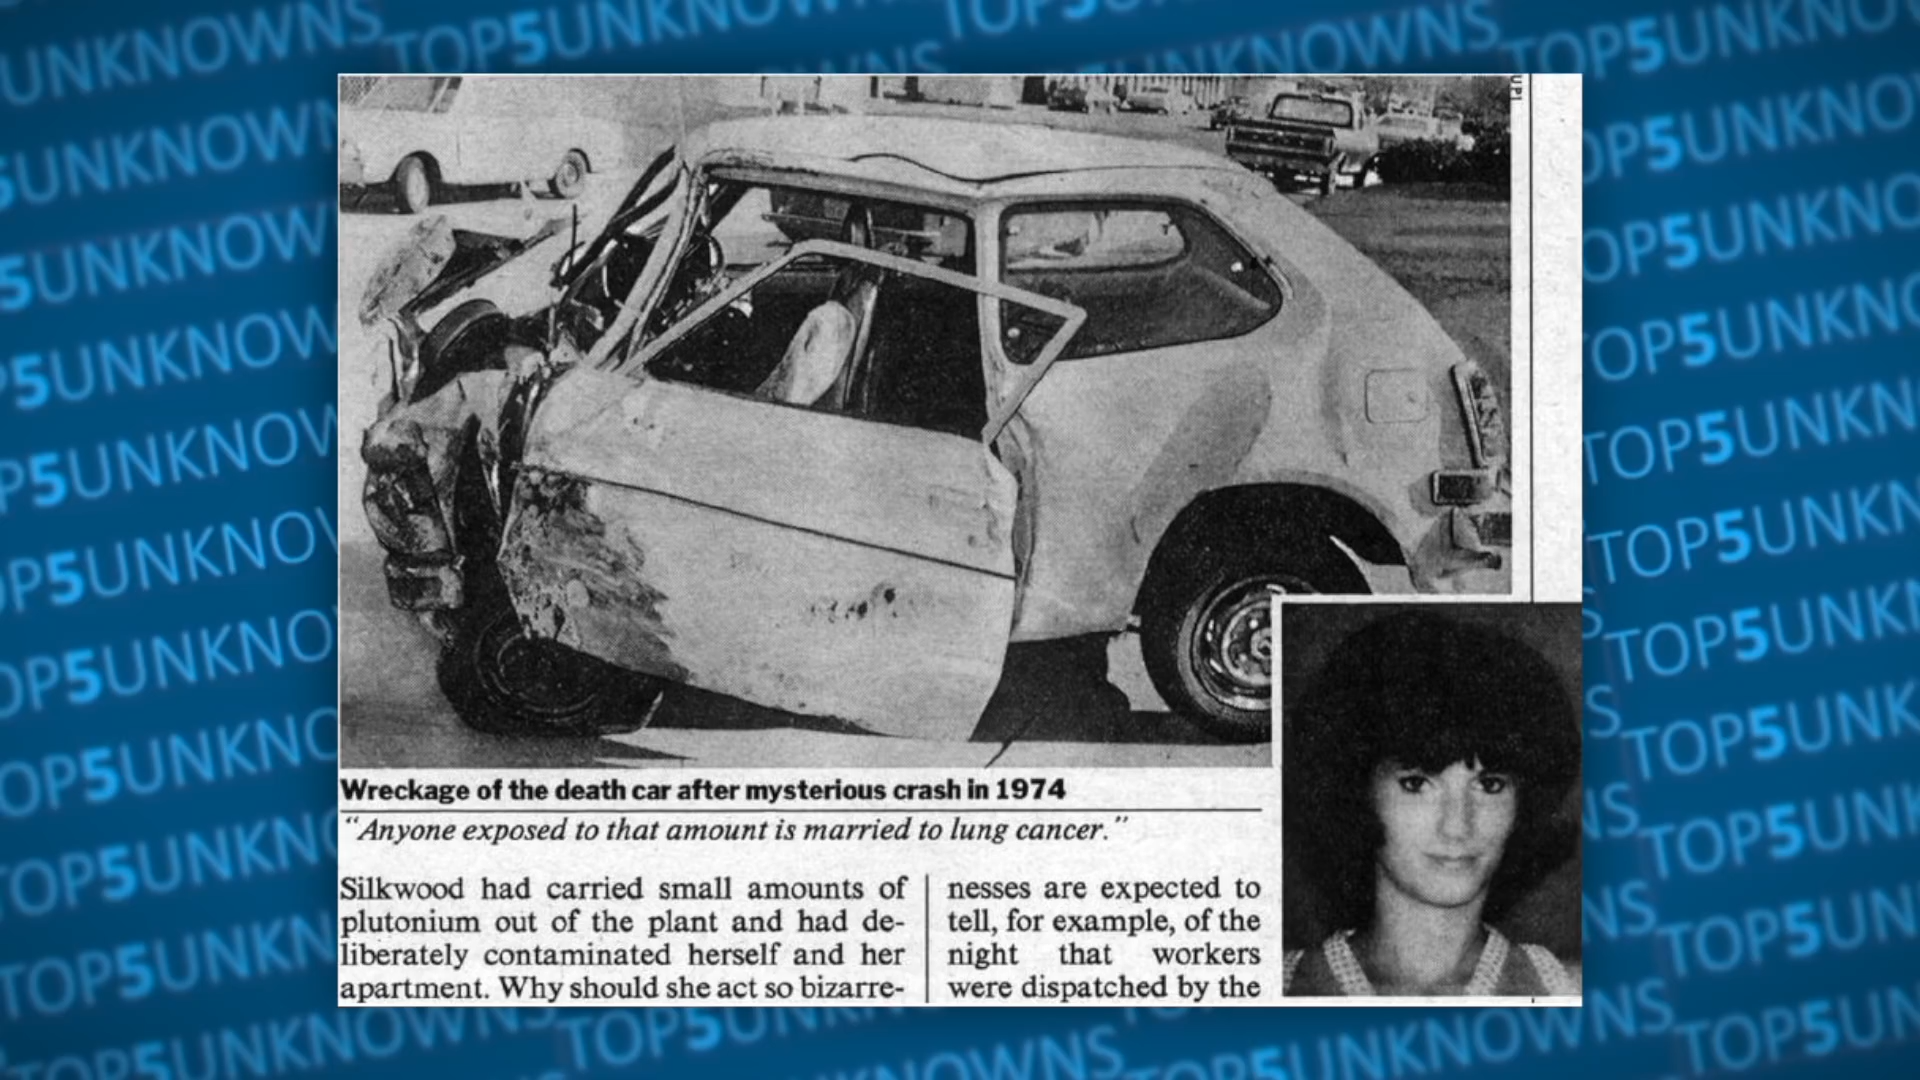 UPI
Wreckage of the death car after mysterious crash in 1974
“Anyone exposed to that amount is married to lung cancer.”
Silkwood had carried small amounts of
plutonium out of the plant and had de-
liberately contaminated herself and her
apartment. Why should she act so bizarre-
nesses are expected to
tell, for example, of the
night that workers
were dispatched by the
TOP5UNKNOWNS